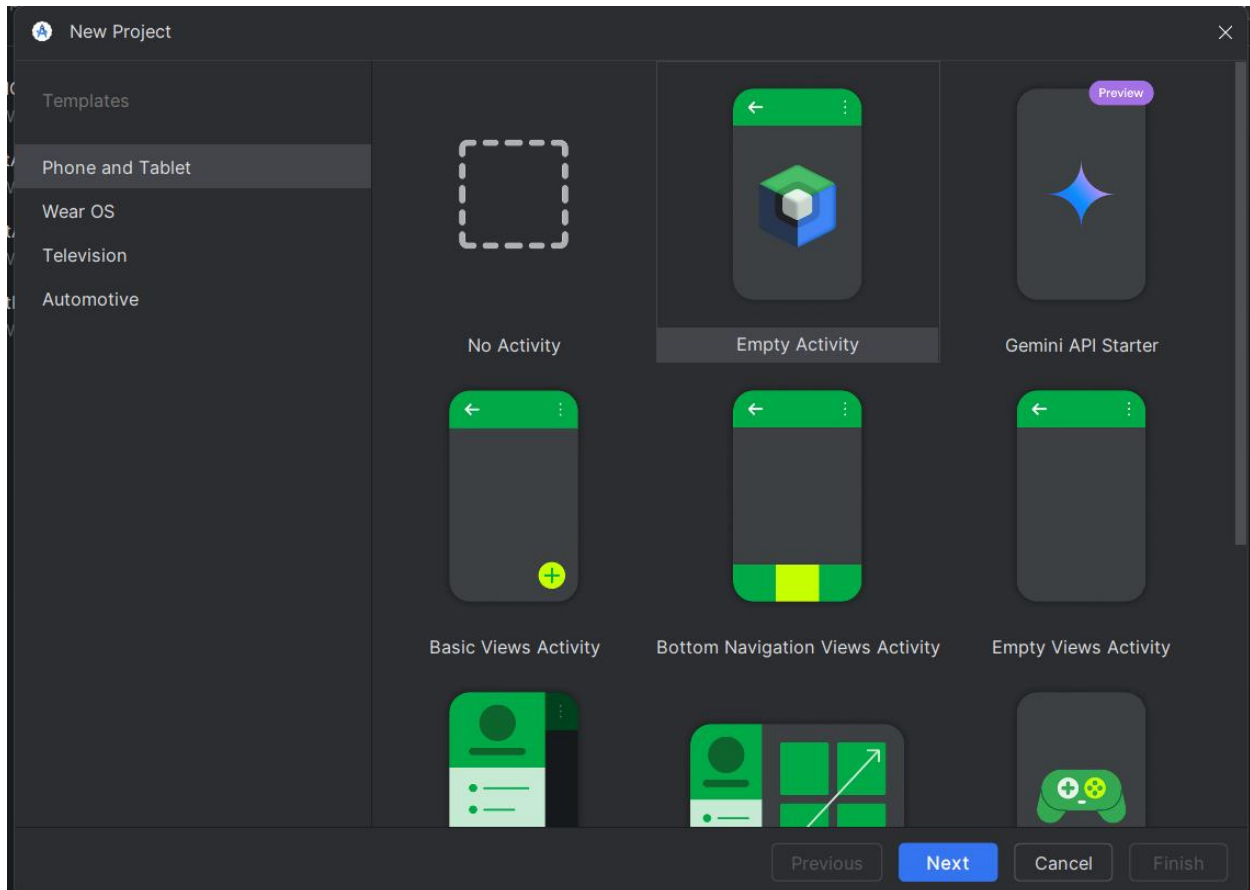 New Project
Templates
Phone and Tablet
Wear OS
Television
Automotive
No Activity
Empty Activity
Preview
Gemini API Starter
Basic Views Activity
Bottom Navigation Views Activity
Empty Views Activity
Previous
Next
Cancel
Finish